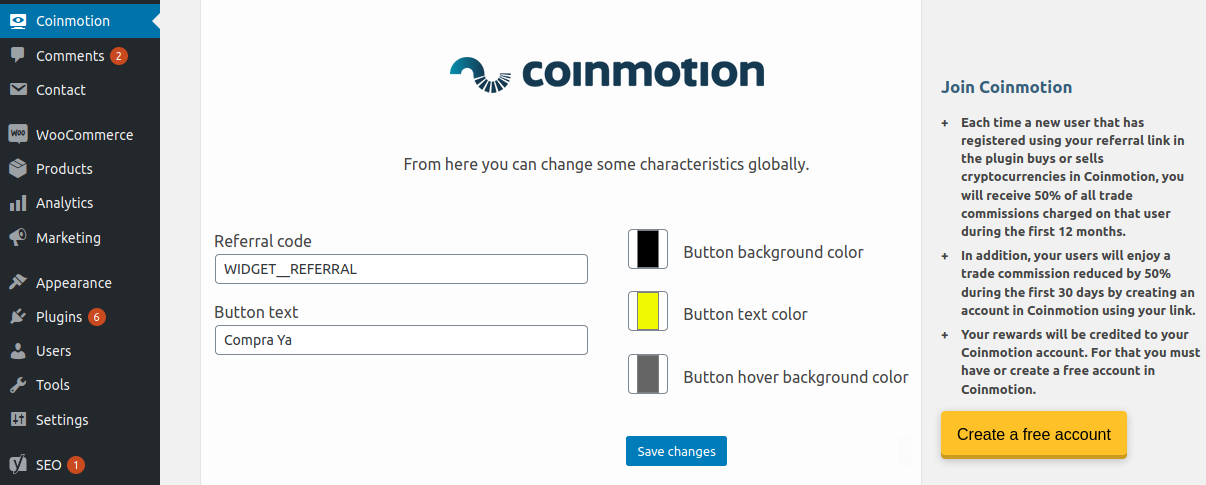 Coinmotion
Comments 2
Contact
WooCommerce
Products
Analytics
Marketing
Appearance
Plugins 6
Users
Tools
Settings
SEO 1
coinmotion
From here you can change some characteristics globally.
Referral code
WIDGET__REFERRAL
Button text
Compra Ya
Button background color
Button text color
Button hover background color
Save changes
Join Coinmotion
+ Each time a new user that has
registered using your referral link in
the plugin buys or sells
cryptocurrencies in Coinmotion, you
will receive 50% of all trade
commissions charged on that user
during the first 12 months.
+ In addition, your users will enjoy a
trade commission reduced by 50%
during the first 30 days by creating an
account in Coinmotion using your link.
+ Your rewards will be credited to your
Coinmotion account. For that you must
have or create a free account in
Coinmotion.
Create a free account